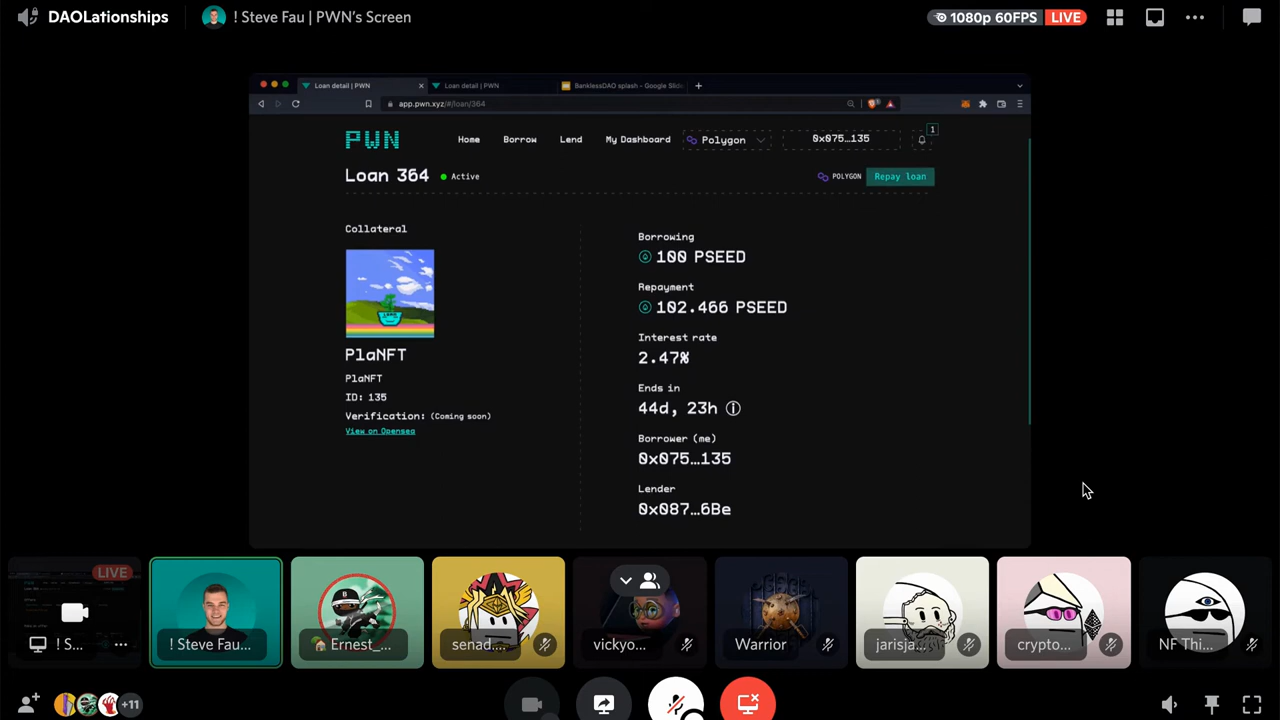 DAOLationships
! Steve Fau | PWN's Screen
1080p 60FPS
LIVE
Loan detail | PWN
Loan detail | PWN
BanklessDAO splash - Google Slid
app.pwn.xyz/#/loan/364
PWN
Home
Borrow
Lend
My Dashboard
Polygon
0x075…135
1
Loan 364
Active
POLYGON
Repay loan
Collateral
PlaNFT
PlaNFT
ID: 135
Verification: (Coming soon)
View on Opensea
Borrowing
100 PSEED
Repayment
102.466 PSEED
Interest rate
2.47%
Ends in
44d, 23h
Borrower (me)
0x075…135
Lender
0x087…6Be
LIVE
! S...
! Steve Fau...
Ernest_...
senad....
vickyo...
Warrior
jarisja...
crypto...
NF Thi...
+11